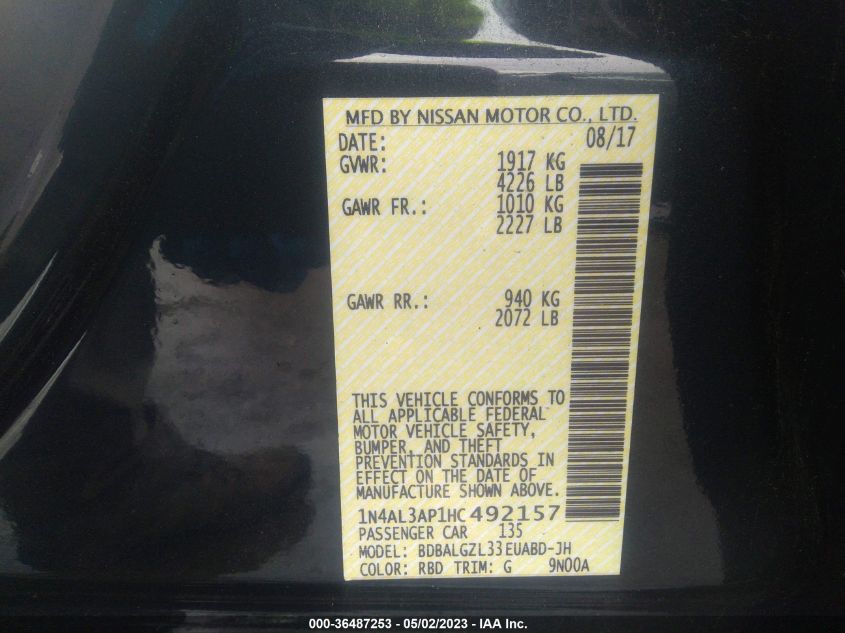 MFD BY NISSAN MOTOR CO., LTD.
DATE: 08/17
GVWR: 1917 KG
4226 LB
GAWR FR.: 1010 KG
2227 LB
GAWR RR.: 940 KG
2072 LB
THIS VEHICLE CONFORMS TO
ALL APPLICABLE FEDERAL
MOTOR VEHICLE SAFETY,
BUMPER, AND THEFT
PREVENTION STANDARDS IN
EFFECT ON THE DATE OF
MANUFACTURE SHOWN ABOVE.
1N4AL3AP1HC492157
PASSENGER CAR 135
MODEL: BDBALGZL33EUABD-JH
COLOR: RBD TRIM: G 9N00A
000-36487253 - 05/02/2023 - IAA Inc.